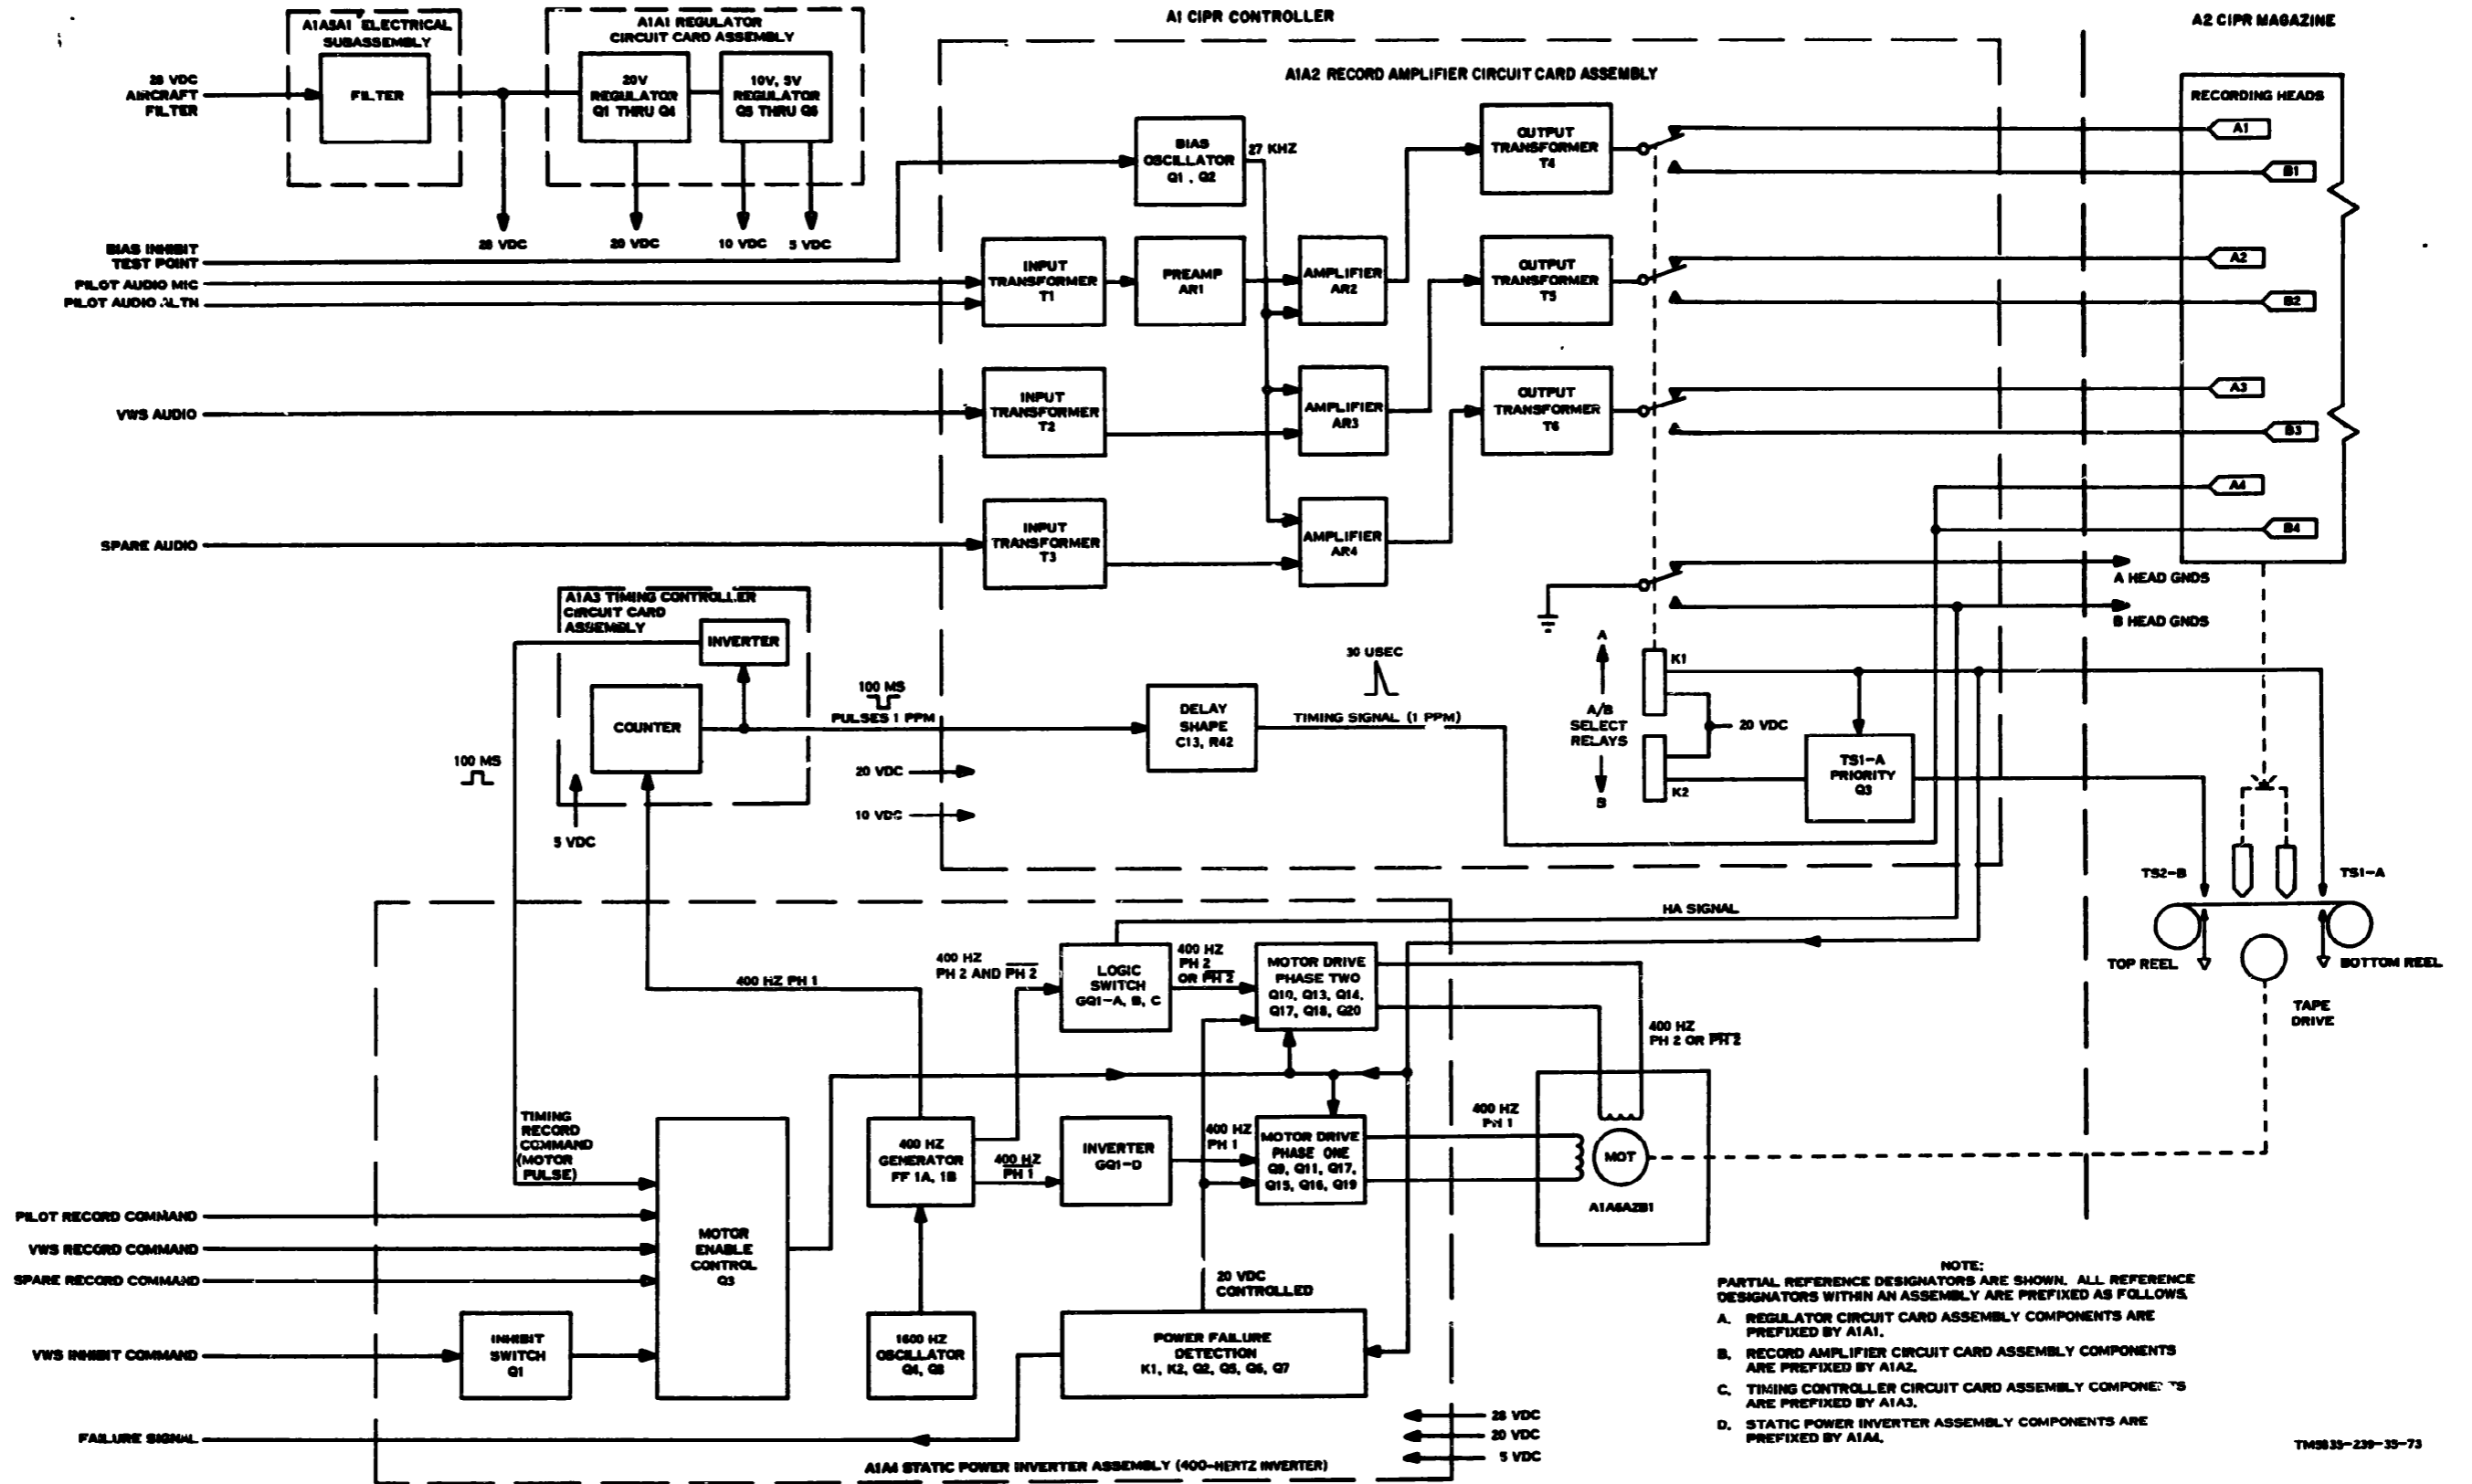 A1 CIPR CONTROLLER
A2 CIPR MAGAZINE
A1A5A1 ELECTRICAL
SUBASSEMBLY
FILTER
A1A1 REGULATOR
CIRCUIT CARD ASSEMBLY
20V
REGULATOR
Q1 THRU Q4
10V, 5V
REGULATOR
Q5 THRU Q6
28 VDC
AIRCRAFT
FILTER
28 VDC
20 VDC
10 VDC
5 VDC
A1A2 RECORD AMPLIFIER CIRCUIT CARD ASSEMBLY
BIAS
OSCILLATOR
Q1 , Q2
27 KHZ
OUTPUT
TRANSFORMER
T4
RECORDING HEADS
A1
B1
BIAS INHIBIT
TEST POINT
PILOT AUDIO MIC
PILOT AUDIO ALTN
INPUT
TRANSFORMER
T1
PREAMP
AR1
AMPLIFIER
AR2
OUTPUT
TRANSFORMER
T5
A2
B2
VWS AUDIO
INPUT
TRANSFORMER
T2
AMPLIFIER
AR3
OUTPUT
TRANSFORMER
T6
A3
B3
A4
B4
SPARE AUDIO
INPUT
TRANSFORMER
T3
AMPLIFIER
AR4
A HEAD GNDS
B HEAD GNDS
A1A3 TIMING CONTROLLER
CIRCUIT CARD
ASSEMBLY
INVERTER
COUNTER
100 MS
PULSES 1 PPM
DELAY
SHAPE
C13, R42
30 USEC
TIMING SIGNAL (1 PPM)
A
A/B
SELECT
RELAYS
B
K1
K2
20 VDC
TS1-A
PRIORITY
Q3
100 MS
5 VDC
20 VDC
10 VDC
TS2-B
TS1-A
TOP REEL
BOTTOM REEL
TAPE
DRIVE
HA SIGNAL
400 HZ PH 1
400 HZ
PH 2 AND PH 2
LOGIC
SWITCH
GQ1-A, B, C
400 HZ
PH 2
OR PH 2
MOTOR DRIVE
PHASE TWO
Q10, Q13, Q14,
Q17, Q18, Q20
400 HZ
PH 2 OR PH 2
TIMING
RECORD
COMMAND
(MOTOR
PULSE)
MOTOR
ENABLE
CONTROL
Q3
400 HZ
GENERATOR
FF 1A, 1B
400 HZ
PH 1
INVERTER
GQ1-D
400 HZ
PH 1
MOTOR DRIVE
PHASE ONE
Q9, Q11, Q17,
Q15, Q16, Q19
400 HZ
PH 1
MOT
A1A6A2B1
PILOT RECORD COMMAND
VWS RECORD COMMAND
SPARE RECORD COMMAND
VWS INHIBIT COMMAND
INHIBIT
SWITCH
Q1
1600 HZ
OSCILLATOR
Q4, Q8
20 VDC
CONTROLLED
POWER FAILURE
DETECTION
K1, K2, Q2, Q5, Q6, Q7
FAILURE SIGNAL
28 VDC
20 VDC
5 VDC
A1A4 STATIC POWER INVERTER ASSEMBLY (400-HERTZ INVERTER)
NOTE:
PARTIAL REFERENCE DESIGNATORS ARE SHOWN. ALL REFERENCE
DESIGNATORS WITHIN AN ASSEMBLY ARE PREFIXED AS FOLLOWS.
A. REGULATOR CIRCUIT CARD ASSEMBLY COMPONENTS ARE
PREFIXED BY A1A1.
B. RECORD AMPLIFIER CIRCUIT CARD ASSEMBLY COMPONENTS
ARE PREFIXED BY A1A2.
C. TIMING CONTROLLER CIRCUIT CARD ASSEMBLY COMPONENTS
ARE PREFIXED BY A1A3.
D. STATIC POWER INVERTER ASSEMBLY COMPONENTS ARE
PREFIXED BY A1A4.
TM5835-239-35-73